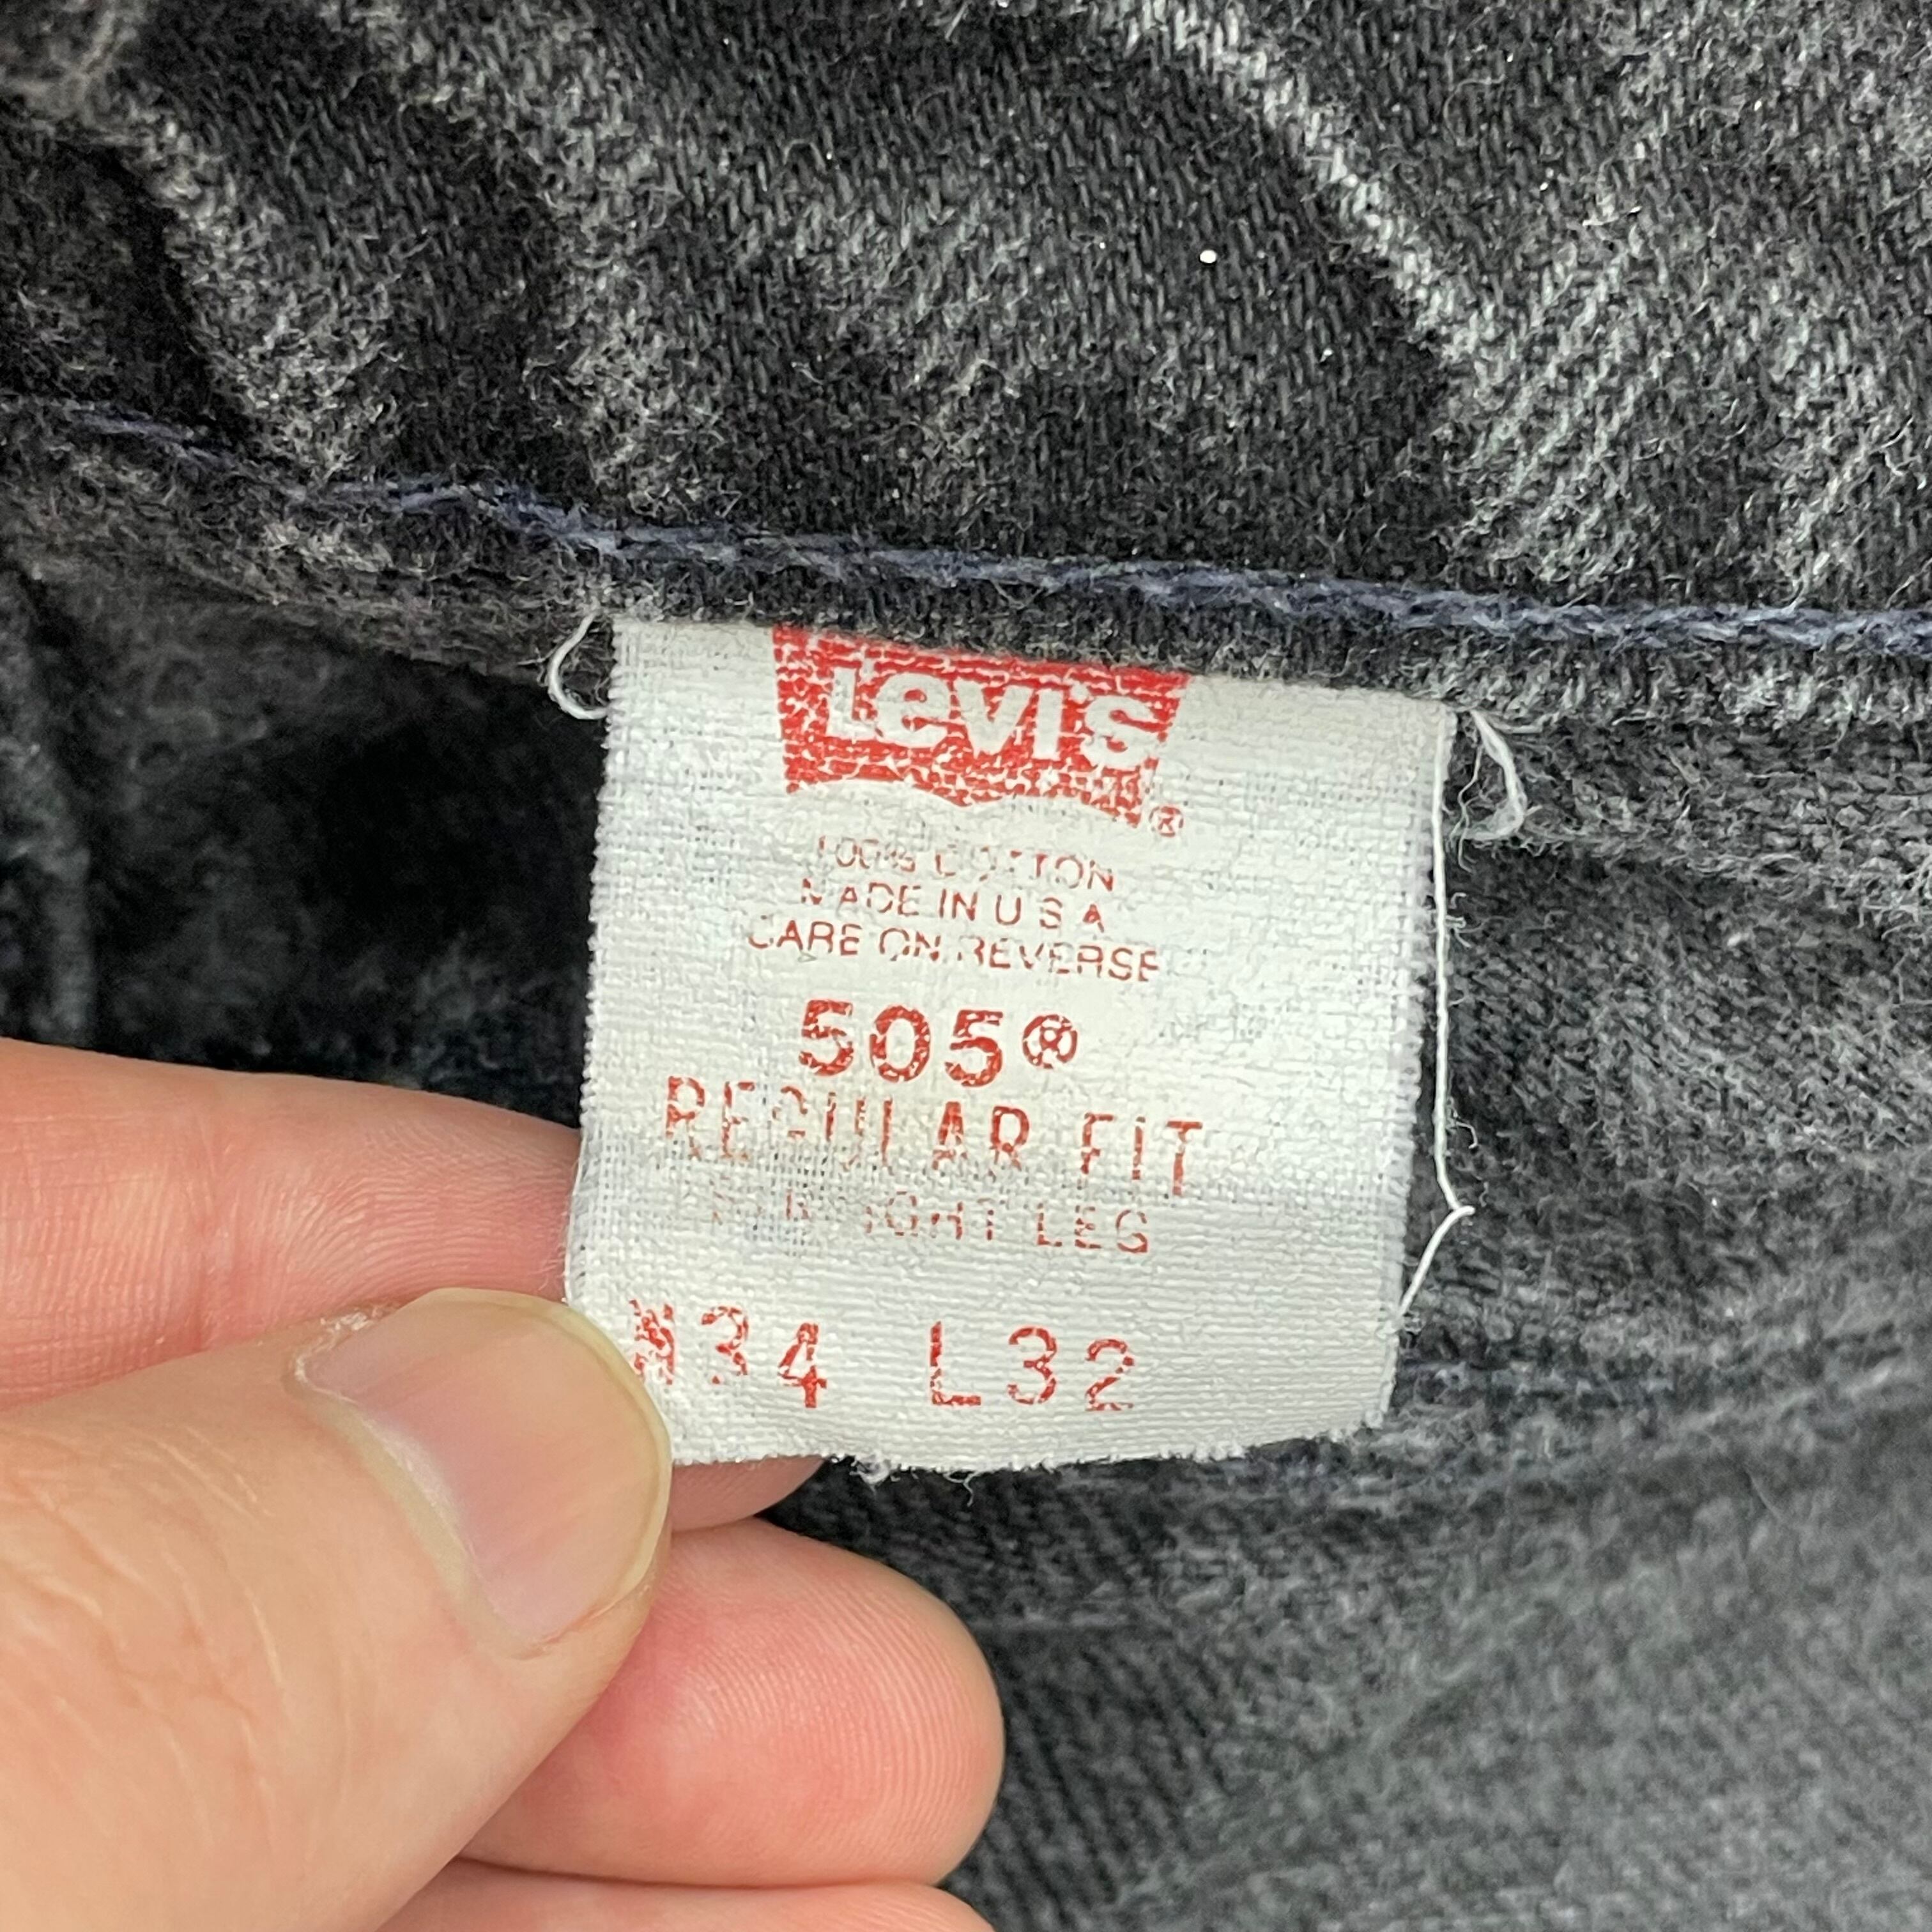 Levi's®
100% COTTON
MADE IN U S A
CARE ON REVERSE
505®
REGULAR FIT
STRAIGHT LEG
W34 L32